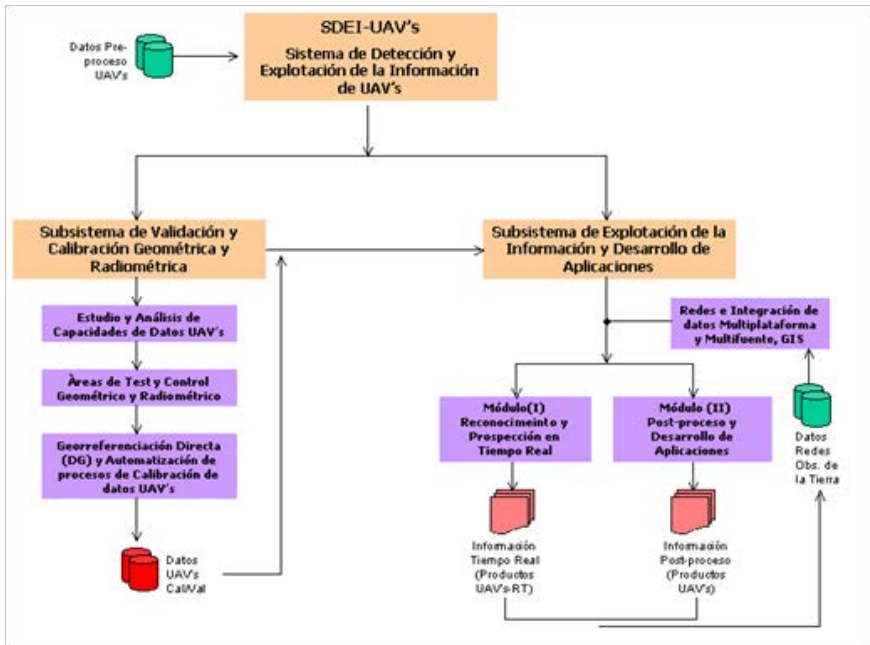 SDEI-UAV's
Sistema de Detección y
Explotación de la Información
de UAV's
Datos Pre-
proceso
UAV's
Subsistema de Validación y
Calibración Geométrica y
Radiométrica
Subsistema de Explotación de la
Información y Desarrollo de
Aplicaciones
Estudio y Análisis de
Capacidades de Datos UAV's
Àreas de Test y Control
Geométrico y Radiométrico
Georreferenciación Directa
(DG) y Automatización de
procesos de Calibración de
datos UAV's
Datos
UAV's
Cal/Val
Redes e Integración de
datos Multiplataforma
y Multifuente, GIS
Módulo(I)
Reconocimeinto y
Prospección en
Tiempo Real
Módulo (II)
Post-proceso y
Desarrollo de
Aplicaciones
Datos
Redes
Obs. de
la Tierra
Información
Tiempo Real
(Productos
UAV's-RT)
Información
Post-proceso
(Productos
UAV's)